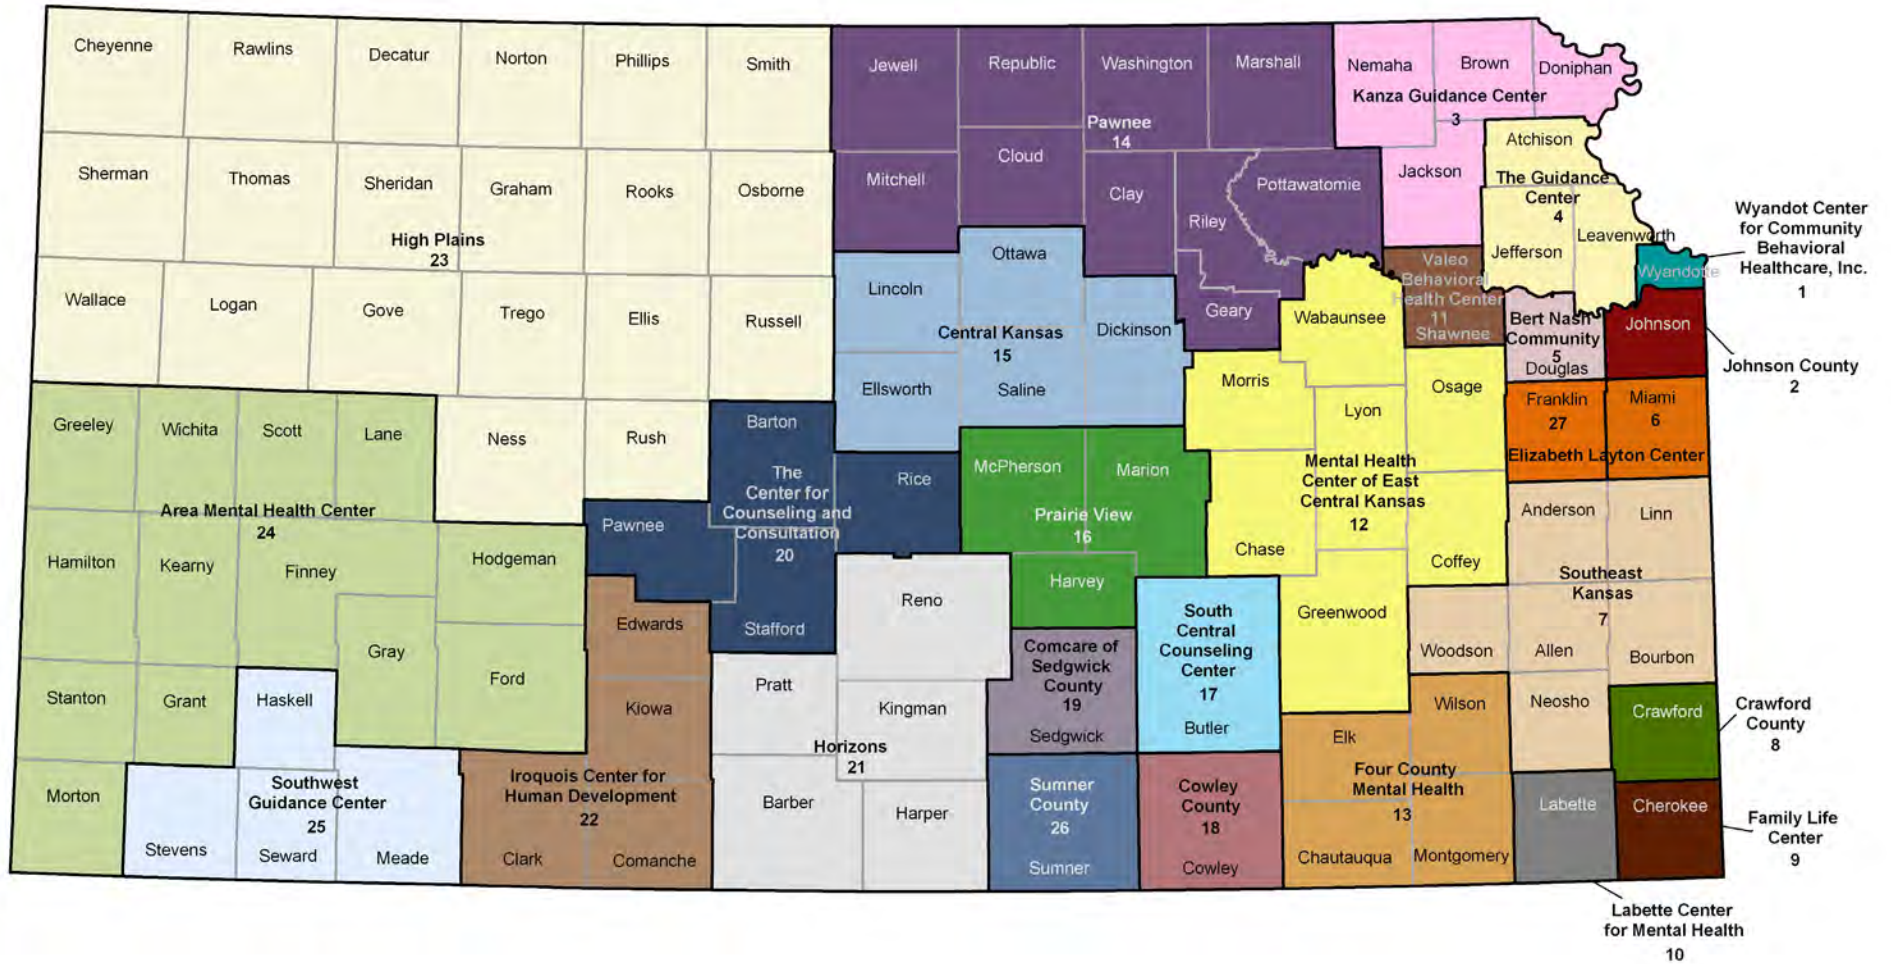 Cheyenne
Rawlins
Decatur
Norton
Phillips
Smith
Jewell
Republic
Washington
Marshall
Nemaha
Brown
Doniphan
Kanza Guidance Center
3
Pawnee
14
Atchison
Sherman
Thomas
Sheridan
Graham
Rooks
Osborne
Mitchell
Cloud
Clay
Riley
Pottawatomie
Jackson
The Guidance
Center
4
Jefferson
Leavenworth
High Plains
23
Wyandot Center
for Community
Behavioral
Healthcare, Inc.
1
Wyandotte
Wallace
Logan
Gove
Trego
Ellis
Russell
Lincoln
Ottawa
Central Kansas
15
Dickinson
Ellsworth
Saline
Geary
Wabaunsee
Valeo
Behavioral
Health Center
11
Shawnee
Bert Nash
Community
5
Douglas
Johnson
Johnson County
2
Morris
Lyon
Osage
Franklin
27
Miami
6
Elizabeth Layton Center
Greeley
Wichita
Scott
Lane
Ness
Rush
Barton
The
Center for
Counseling and
Consultation
20
Rice
Pawnee
Stafford
McPherson
Marion
Prairie View
16
Harvey
Mental Health
Center of East
Central Kansas
12
Chase
Coffey
Greenwood
Anderson
Linn
Southeast
Kansas
7
Woodson
Allen
Bourbon
Neosho
Area Mental Health Center
24
Hamilton
Kearny
Finney
Hodgeman
Gray
Ford
Stanton
Grant
Haskell
Morton
Edwards
Kiowa
Reno
Pratt
Kingman
Horizons
21
Barber
Harper
Comcare of
Sedgwick
County
19
Sedgwick
South
Central
Counseling
Center
17
Butler
Wilson
Elk
Four County
Mental Health
13
Chautauqua
Montgomery
Crawford
Crawford
County
8
Labette
Cherokee
Family Life
Center
9
Southwest
Guidance Center
25
Stevens
Seward
Meade
Iroquois Center for
Human Development
22
Clark
Comanche
Sumner
County
26
Sumner
Cowley
County
18
Cowley
Labette Center
for Mental Health
10